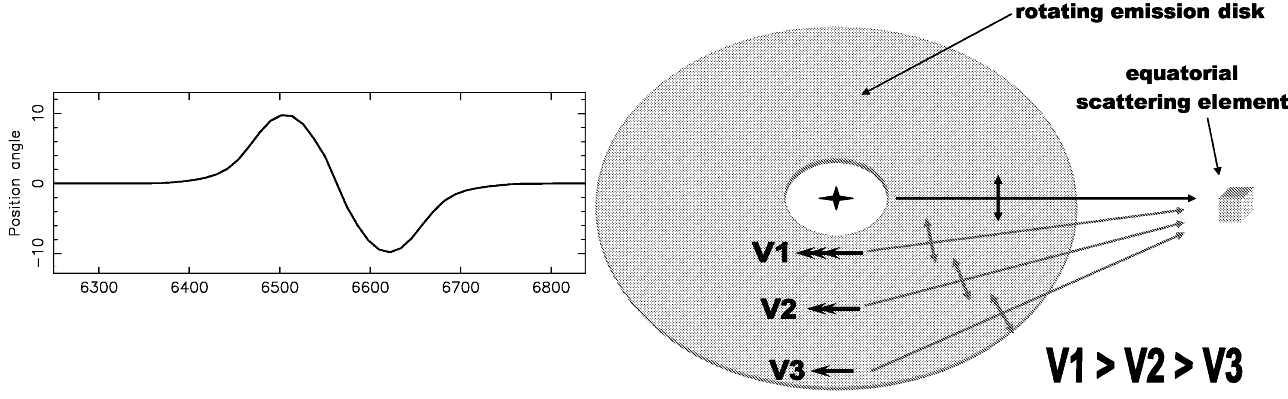 Position angle
10
0
-10
6300 6400 6500 6600 6700 6800
rotating emission disk
equatorial
scattering element
V1
V2
V3
V1 > V2 > V3